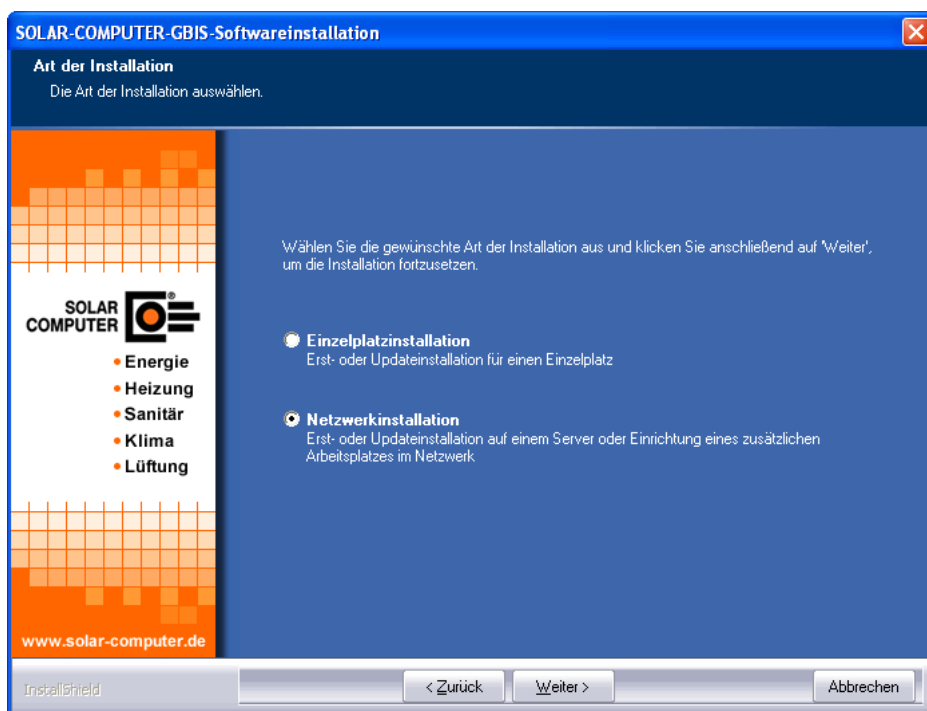 SOLAR-COMPUTER-GBIS-Softwareinstallation
Art der Installation
Die Art der Installation auswählen.
Wählen Sie die gewünschte Art der Installation aus und klicken Sie anschließend auf 'Weiter',
um die Installation fortzusetzen.
SOLAR
COMPUTER
®
• Energie
• Heizung
• Sanitär
• Klima
• Lüftung
Einzelplatzinstallation
Erst- oder Updateinstallation für einen Einzelplatz
Netzwerkinstallation
Erst- oder Updateinstallation auf einem Server oder Einrichtung eines zusätzlichen
Arbeitsplatzes im Netzwerk
www.solar-computer.de
InstallShield
< Zurück
Weiter >
Abbrechen